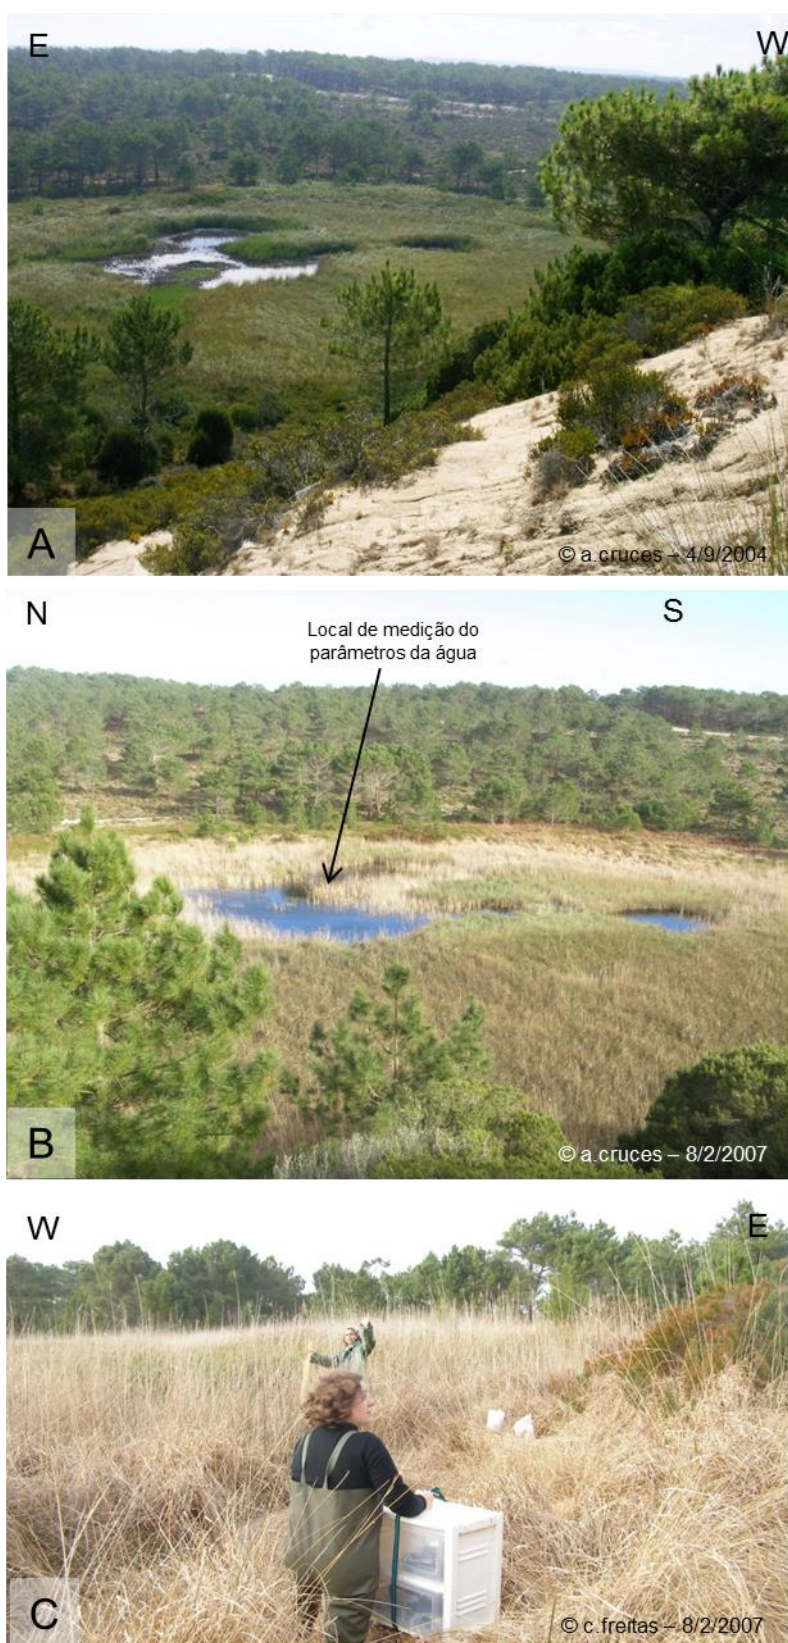 E
W
A
© a.cruces – 4/9/2004
N
S
Local de medição do
parâmetros da água
B
© a.cruces – 8/2/2007
W
E
C
© c.freitas – 8/2/2007